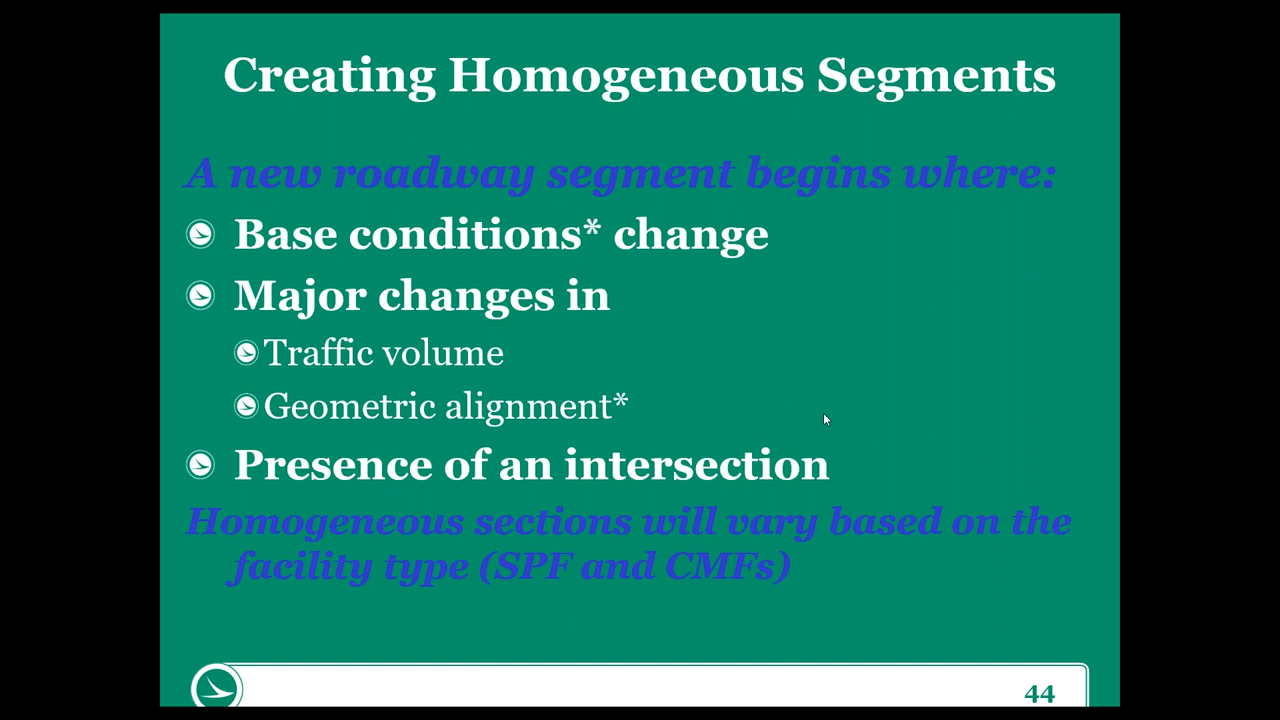 Creating Homogeneous Segments
A new roadway segment begins where:
Base conditions* change
Major changes in
Traffic volume
Geometric alignment*
Presence of an intersection
Homogeneous sections will vary based on the
facility type (SPF and CMFs)
44